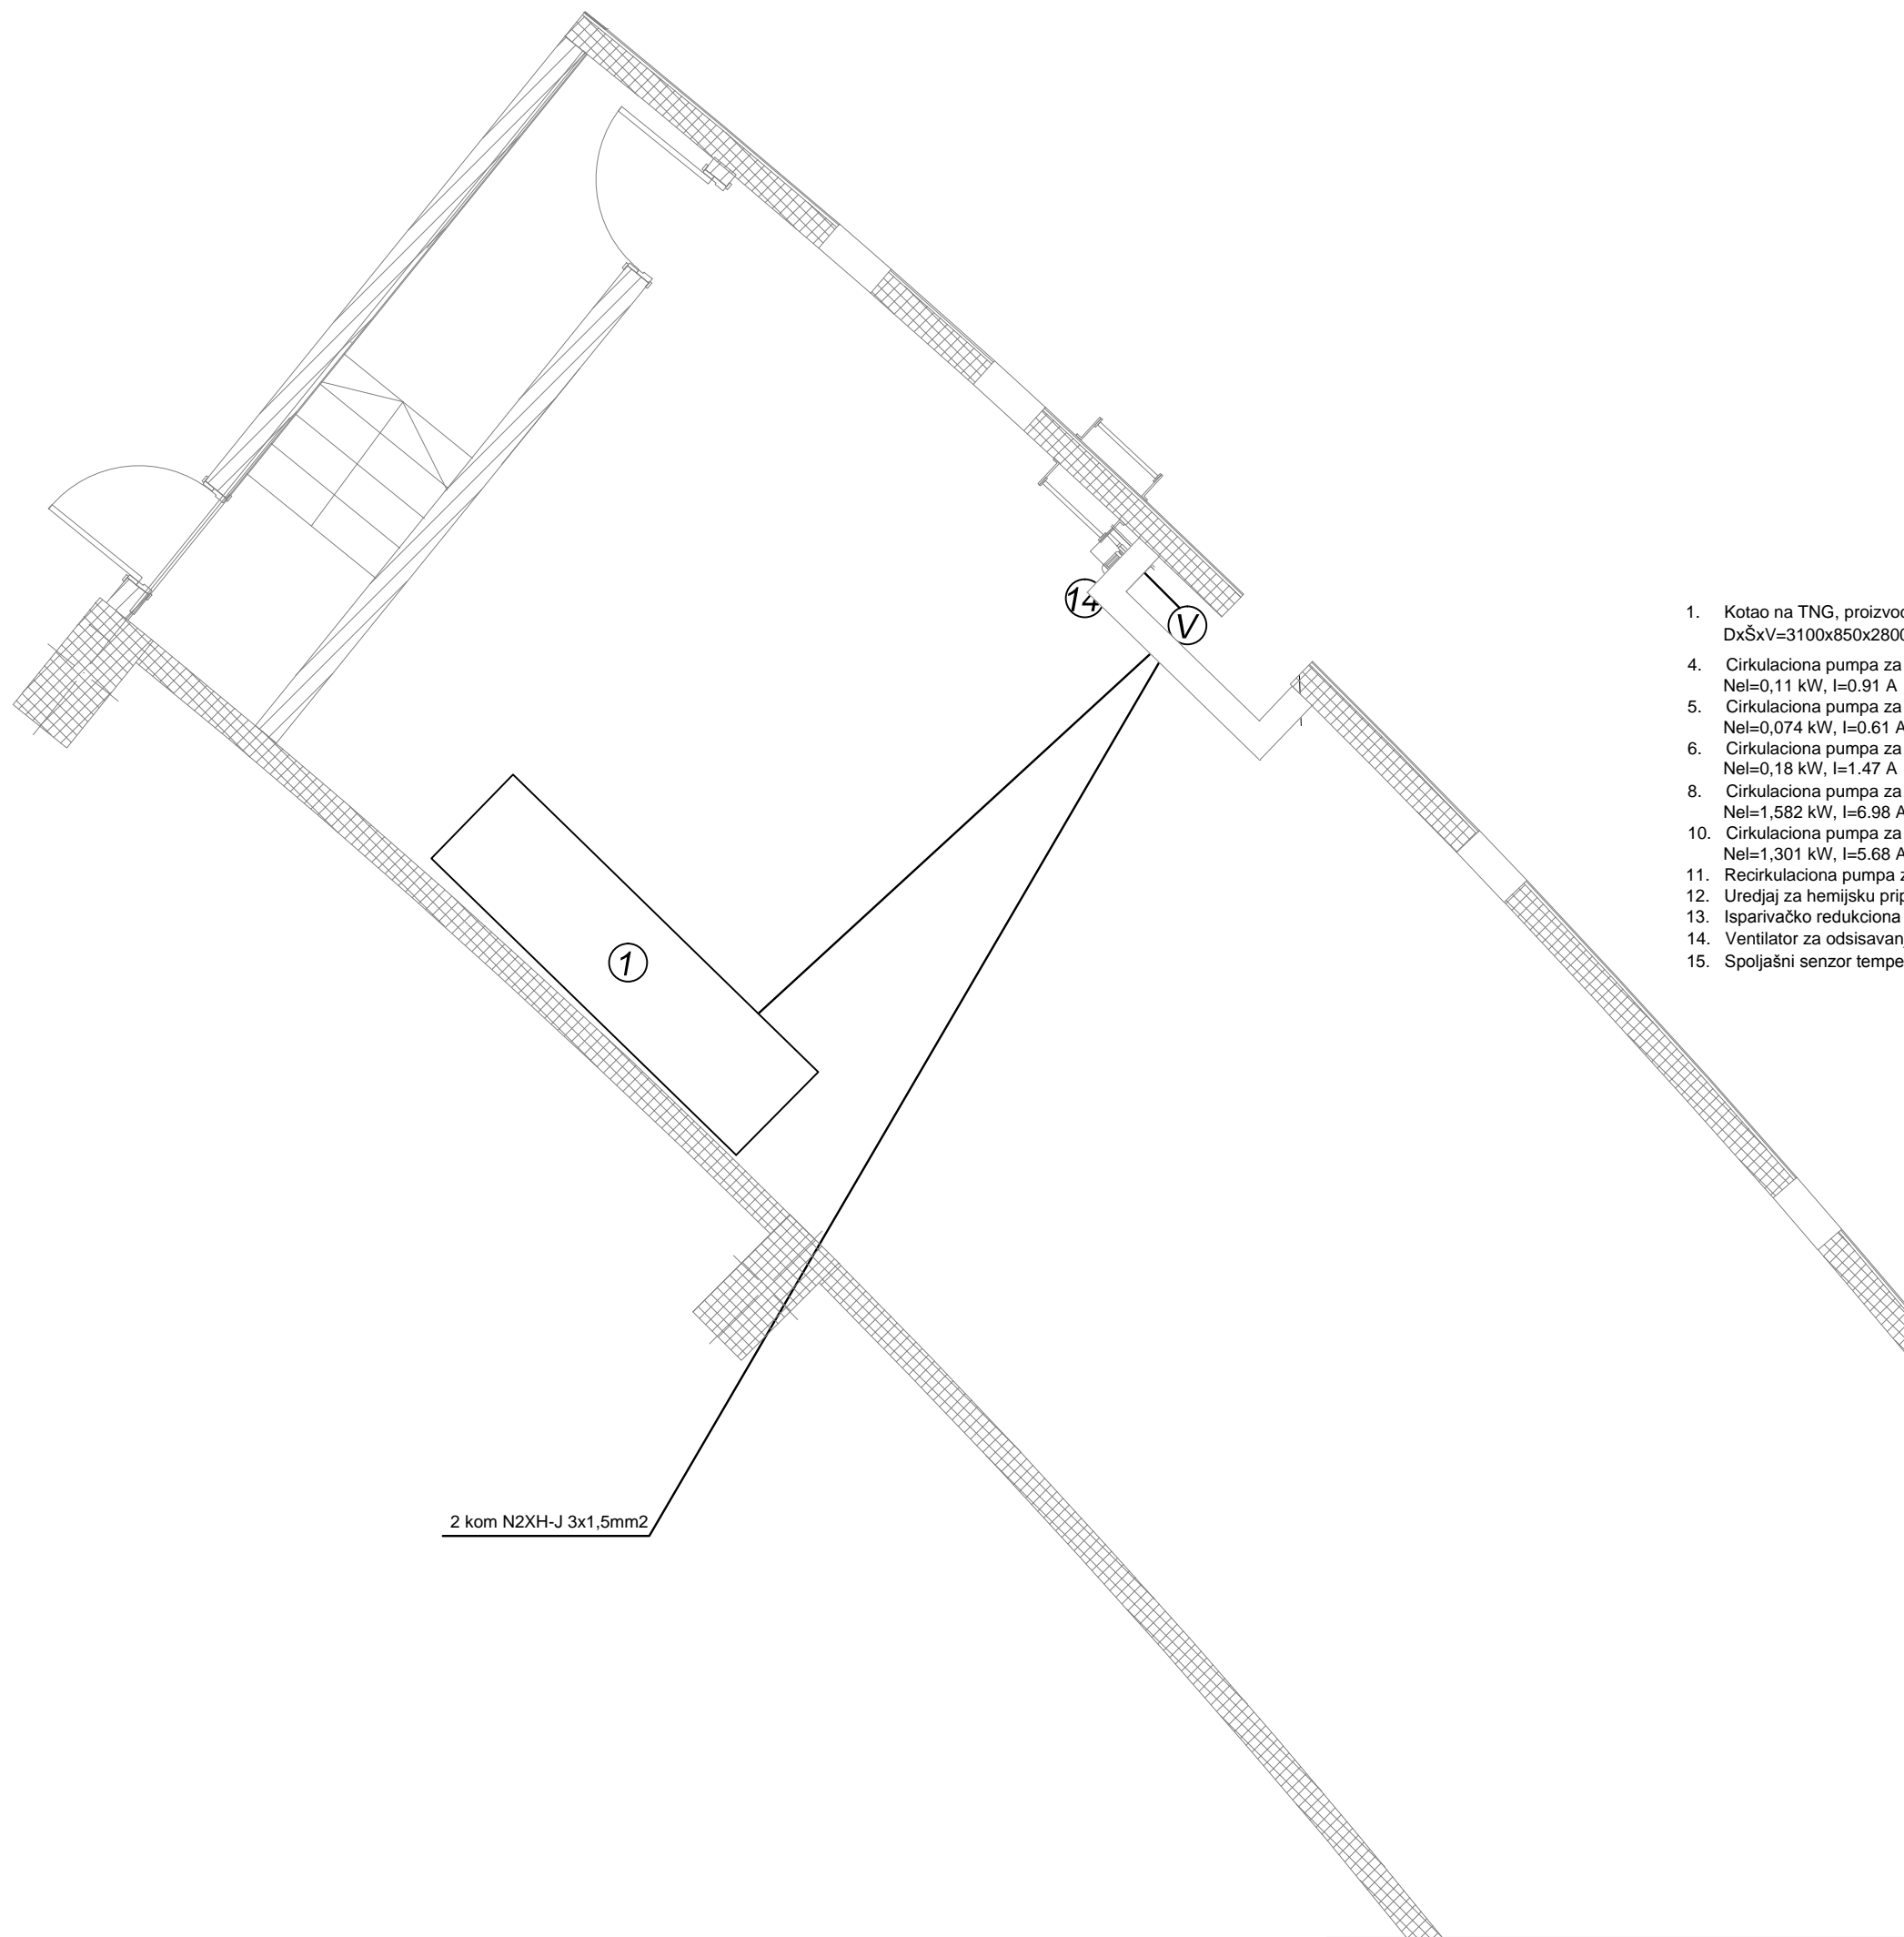 14
V
1. Kotao na TNG,
DxŠxV=3100x850x2800
4. Cirkulaciona pumpa za
Nel=0,11 kW, I=0.91 A
5. Cirkulaciona pumpa za
Nel=0,074 kW, I=0.61 A
6. Cirkulaciona pumpa za
Nel=0,18 kW, I=1.47 A
8. Cirkulaciona pumpa za
Nel=1,582 kW, I=6.98 A
10. Cirkulaciona pumpa za
Nel=1,301 kW, I=5.68 A
11. Recirkulaciona pumpa
12. Uredjaj za hemijsku
13. Isparivačko redukciona
14. Ventilator za
15. Spoljašni senzor
1
2 kom N2XH-J 3x1,5mm2